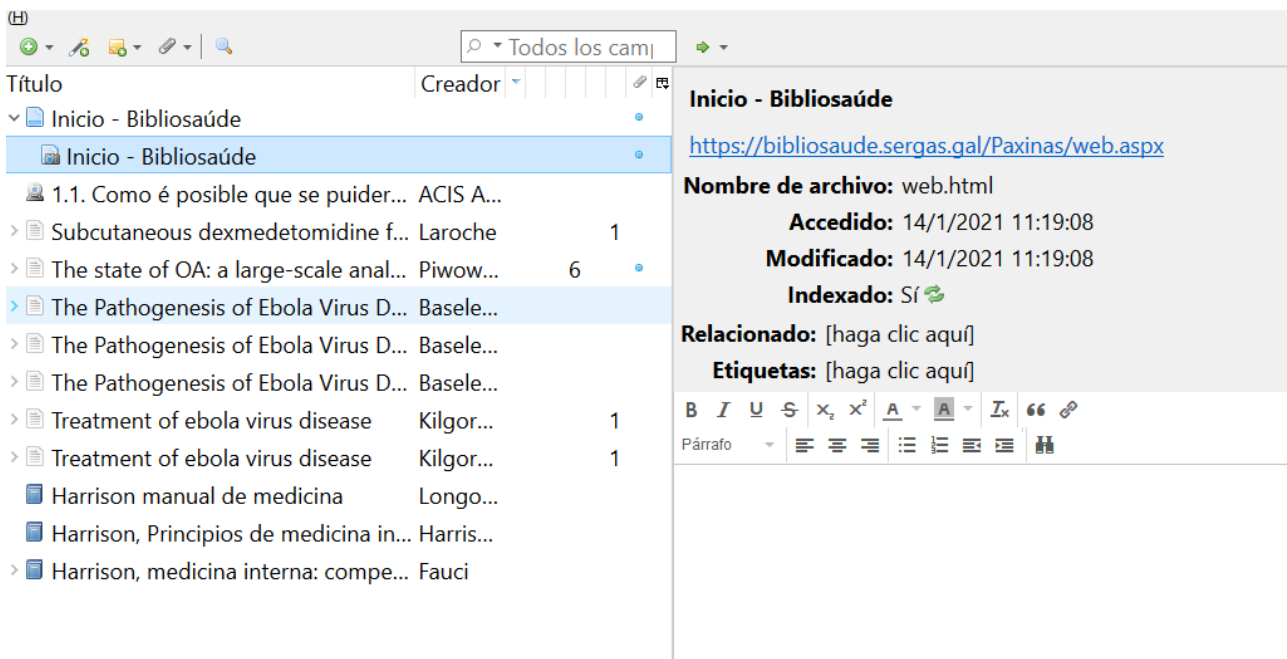 (H)
Todos los cam
Título Creador
Inicio - Bibliosaúde
Inicio - Bibliosaúde
1.1. Como é posible que se puider... ACIS A...
Subcutaneous dexmedetomidine f... Laroche 1
The state of OA: a large-scale anal... Piwow... 6
The Pathogenesis of Ebola Virus D... Basele...
The Pathogenesis of Ebola Virus D... Basele...
The Pathogenesis of Ebola Virus D... Basele...
Treatment of ebola virus disease Kilgor... 1
Treatment of ebola virus disease Kilgor... 1
Harrison manual de medicina Longo...
Harrison, Principios de medicina in... Harris...
Harrison, medicina interna: compe... Fauci
Inicio - Bibliosaúde
https://bibliosaude.sergas.gal/Paxinas/web.aspx
Nombre de archivo: web.html
Accedido: 14/1/2021 11:19:08
Modificado: 14/1/2021 11:19:08
Indexado: Sí
Relacionado: [haga clic aquí]
Etiquetas: [haga clic aquí]
B I U S X₂ X² A A Tx
Párrafo